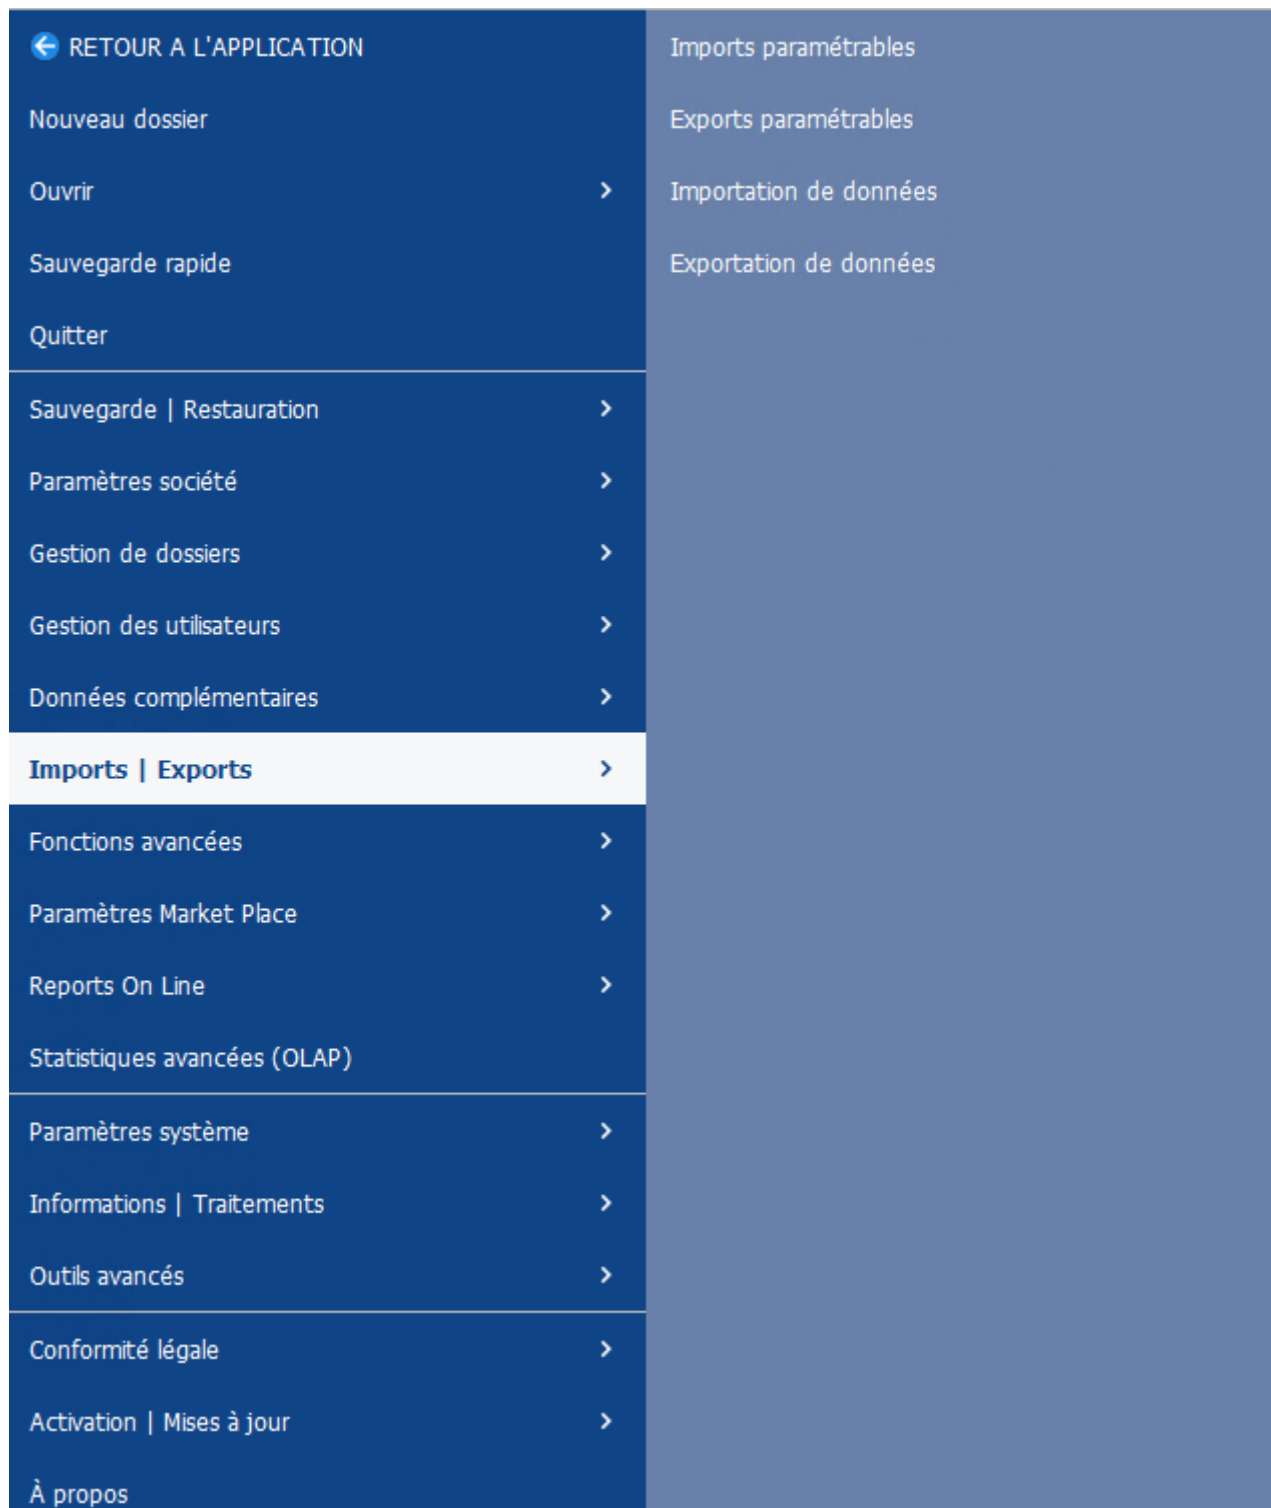 RETOUR A L'APPLICATION
Nouveau dossier
Ouvrir
Sauvegarde rapide
Quitter
Sauvegarde | Restauration
Paramètres société
Gestion de dossiers
Gestion des utilisateurs
Données complémentaires
Imports | Exports
Fonctions avancées
Paramètres Market Place
Reports On Line
Statistiques avancées (OLAP)
Paramètres système
Informations | Traitements
Outils avancés
Conformité légale
Activation | Mises à jour
À propos
Imports paramétrables
Exports paramétrables
Importation de données
Exportation de données